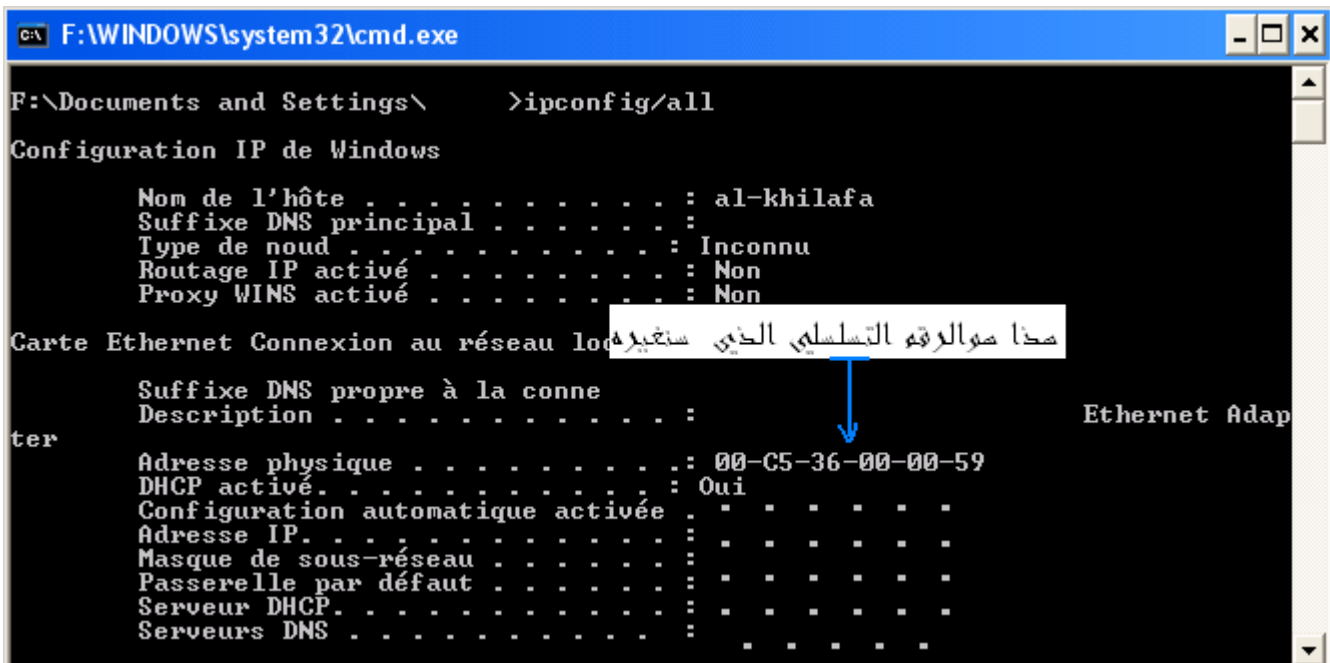 F:\WINDOWS\system32\cmd.exe
F:\Documents and Settings\ >ipconfig/all
Configuration IP de Windows
Nom de l'hôte . . . . . . . . . . : al-khilafa
Suffixe DNS principal . . . . . . :
Type de noud . . . . . . . . . . : Inconnu
Routage IP activé . . . . . . . . : Non
Proxy WINS activé . . . . . . . . : Non
هذا هوالرقم التسلسلي الذي سنغيره
Carte Ethernet Connexion au réseau loc
Suffixe DNS propre à la conne
Description . . . . . . . . . . . : Ethernet Adap
ter
Adresse physique . . . . . . . . .: 00-C5-36-00-00-59
DHCP activé. . . . . . . . . . . : Oui
Configuration automatique activée . . . . . . .
Adresse IP. . . . . . . . . . . . : . . . . . .
Masque de sous-réseau . . . . . . :
Passerelle par défaut . . . . . . : . . . . . .
Serveur DHCP. . . . . . . . . . . : . . . . . .
Serveurs DNS . . . . . . . . . . : . . . . .